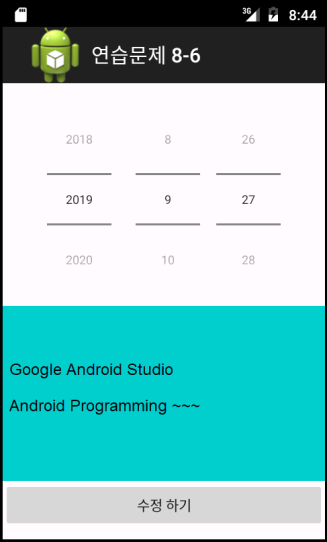 3G 8:44
연습문제 8-6
2018 8 26
2019 9 27
2020 10 28
Google Android Studio
Android Programming ~~~
수정 하기